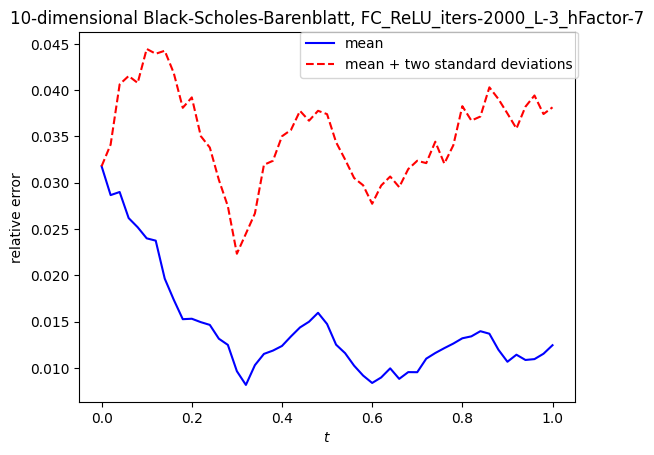 10-dimensional Black-Scholes-Barenblatt, FC_ReLU_iters-2000_L-3_hFactor-7
mean
mean + two standard deviations
relative error
0.045
0.040
0.035
0.030
0.025
0.020
0.015
0.010
0.0 0.2 0.4 0.6 0.8 1.0
t